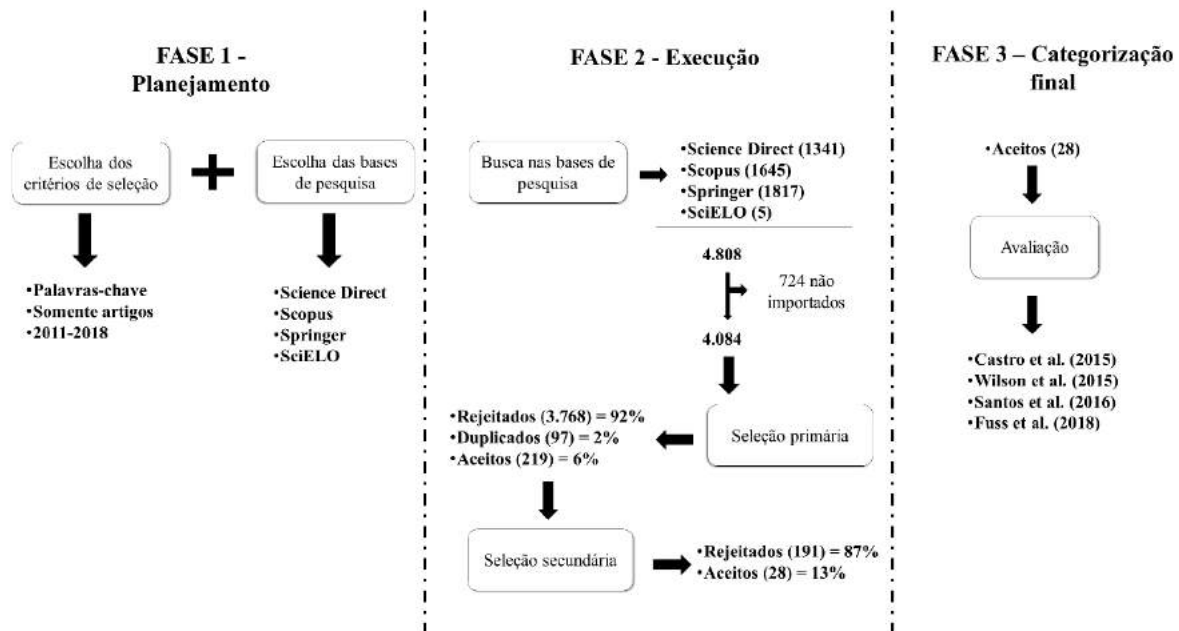 FASE 1 -
Planejamento
Escolha dos
critérios de seleção
Escolha das bases
de pesquisa
•Palavras-chave
•Somente artigos
•2011-2018
•Science Direct
•Scopus
•Springer
•SciELO
FASE 2 - Execução
Busca nas bases de
pesquisa
•Science Direct (1341)
•Scopus (1645)
•Springer (1817)
•SciELO (5)
4.808
724 não
importados
4.084
Seleção primária
•Rejeitados (3.768) = 92%
•Duplicados (97) = 2%
•Aceitos (219) = 6%
Seleção secundária
•Rejeitados (191) = 87%
•Aceitos (28) = 13%
FASE 3 – Categorização
final
•Aceitos (28)
Avaliação
•Castro et al. (2015)
•Wilson et al. (2015)
•Santos et al. (2016)
•Fuss et al. (2018)